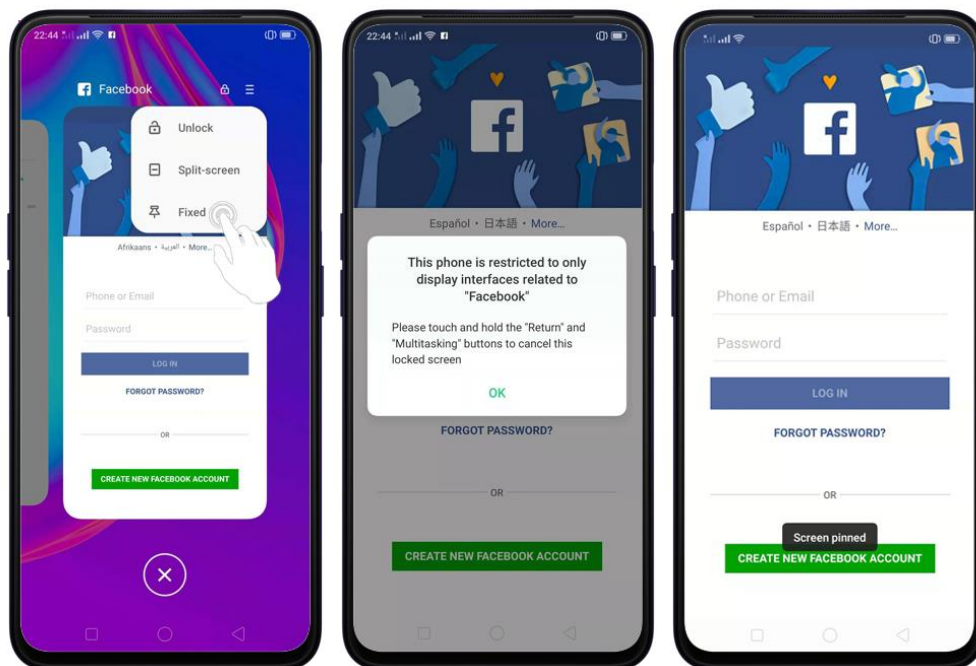 22:44
Facebook
Unlock
Split-screen
Fixed
Afrikaans • العربية • More...
Phone or Email
Password
LOG IN
FORGOT PASSWORD?
OR
CREATE NEW FACEBOOK ACCOUNT
22:44
Español • 日本語 • More...
This phone is restricted to only
display interfaces related to
"Facebook"
Please touch and hold the "Return" and
"Multitasking" buttons to cancel this
locked screen
OK
FORGOT PASSWORD?
OR
CREATE NEW FACEBOOK ACCOUNT
Español • 日本語 • More...
Phone or Email
Password
LOG IN
FORGOT PASSWORD?
OR
Screen pinned
CREATE NEW FACEBOOK ACCOUNT